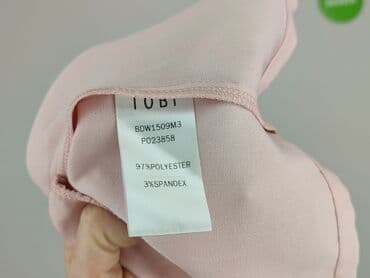 TOBI
BDW1509M3
PO23858
97%POLYESTER
3%SPANDEX